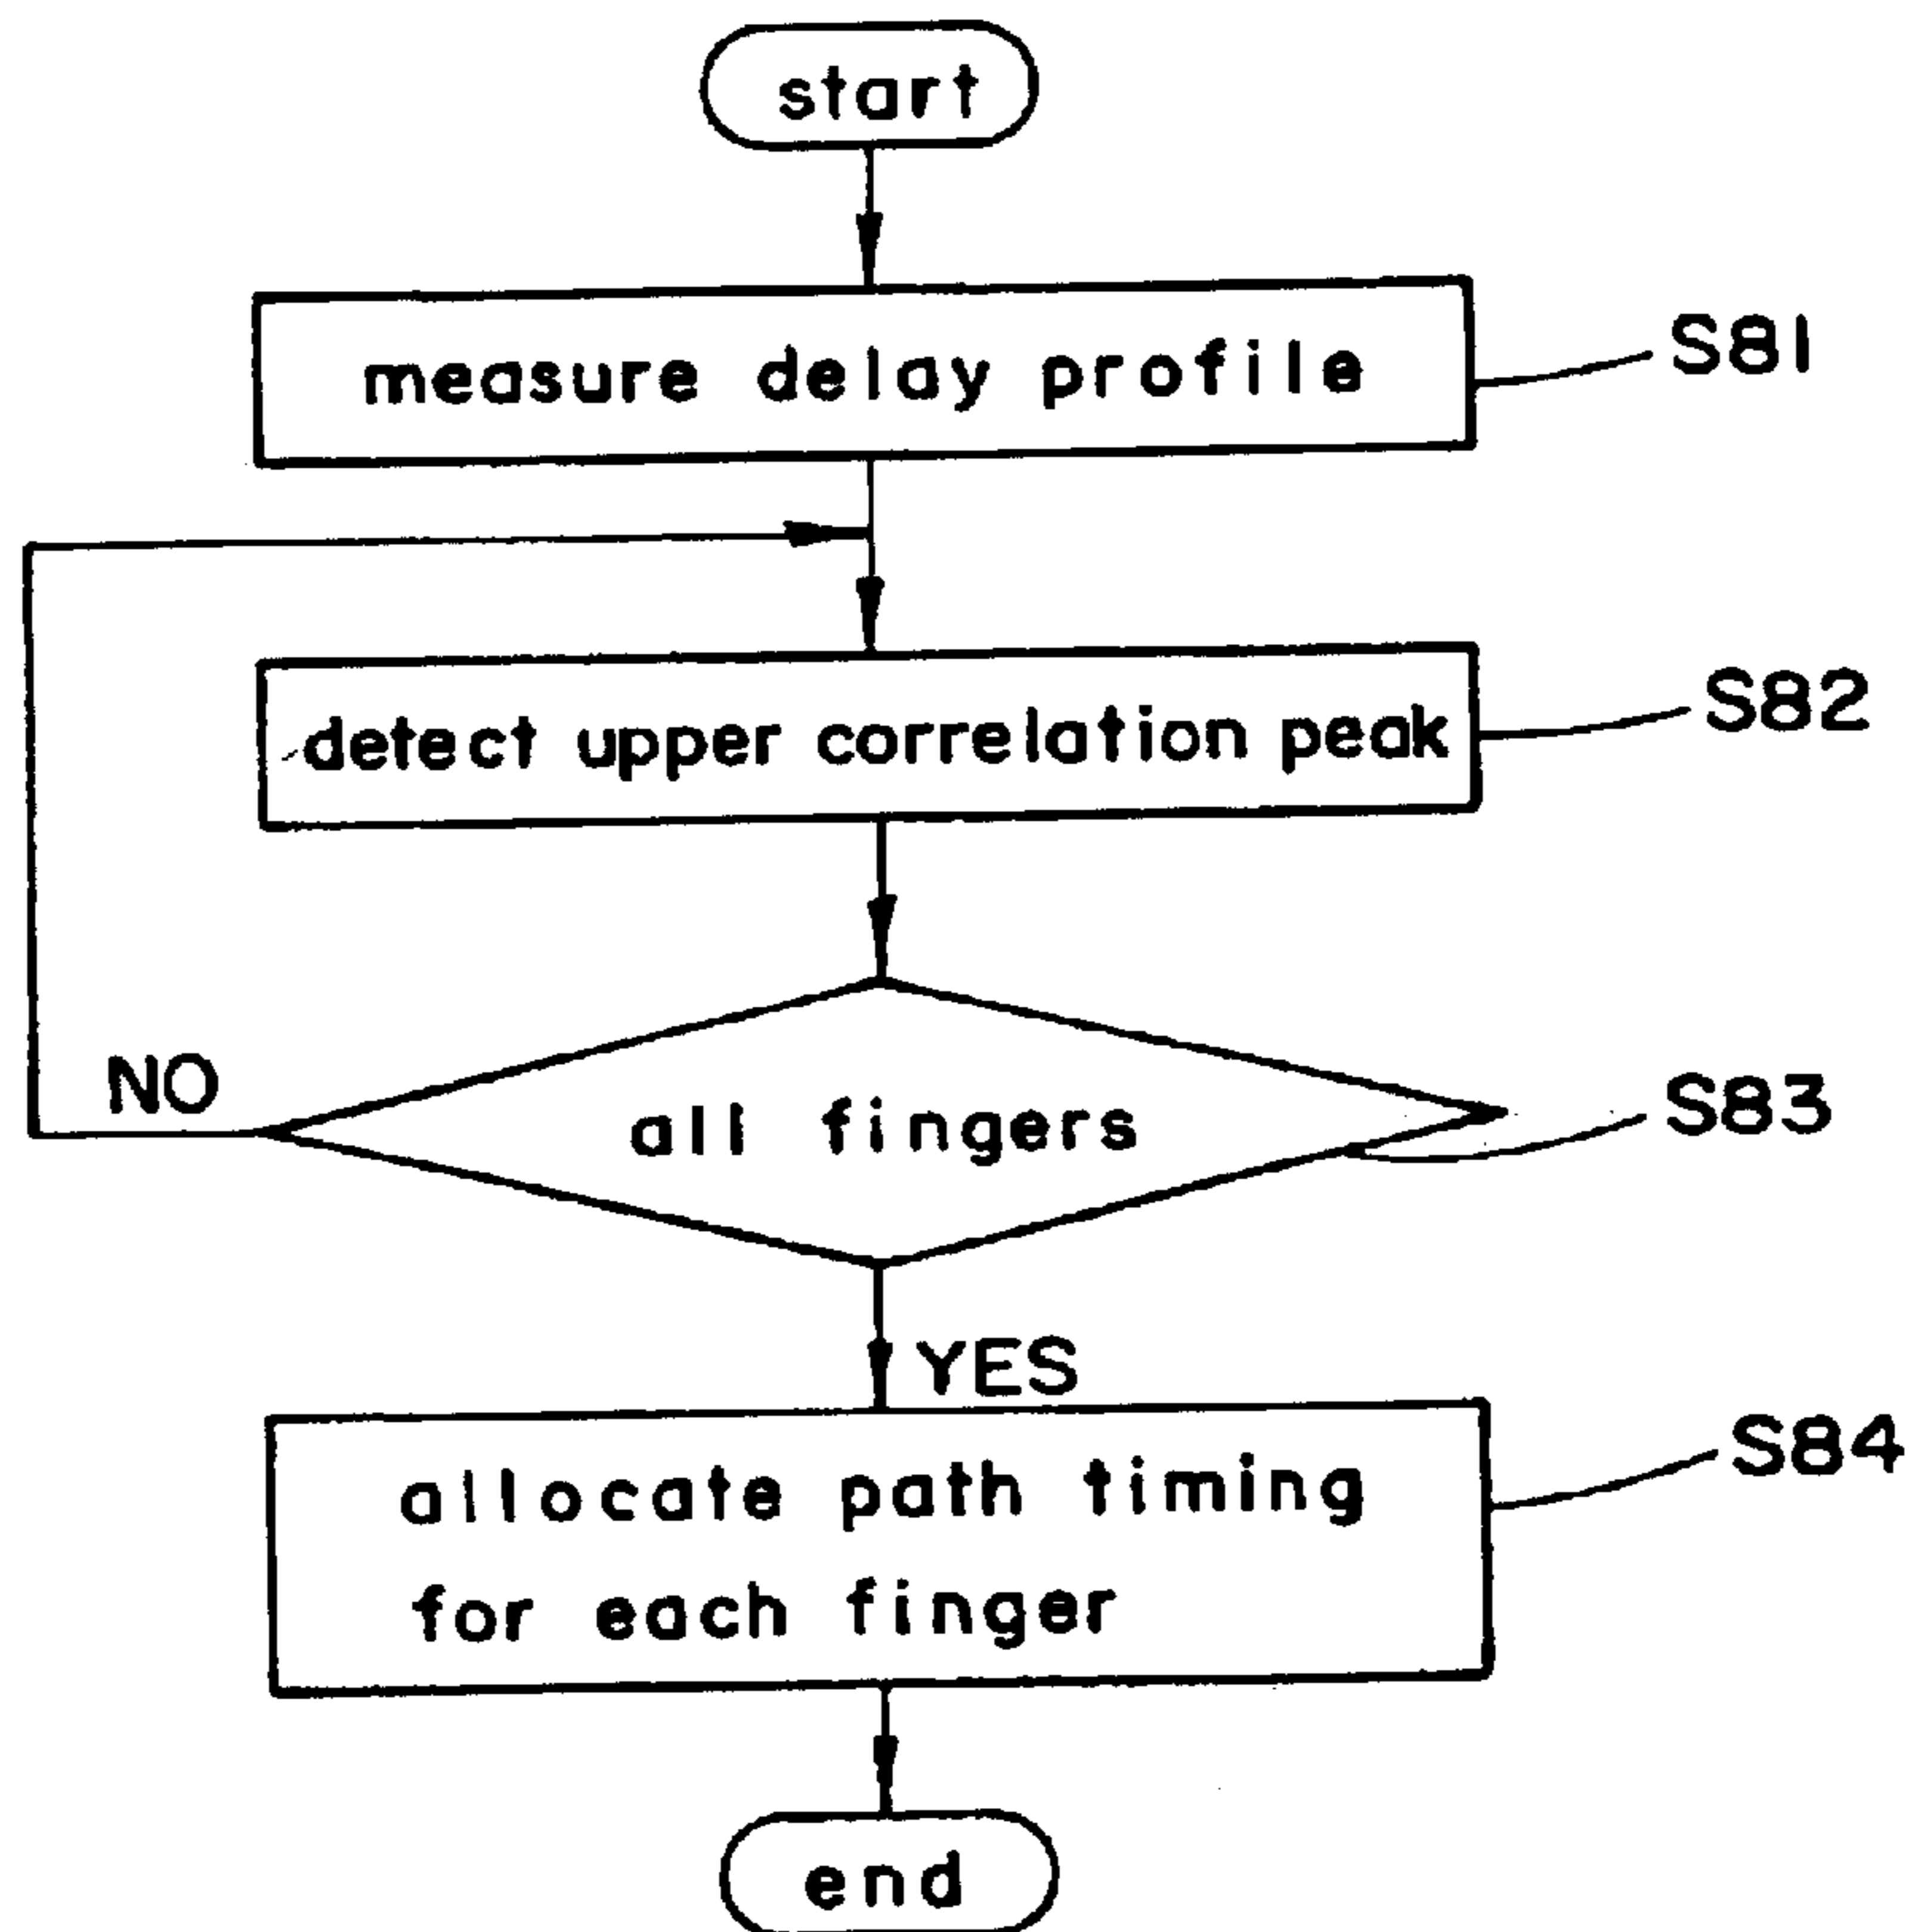 start
measure delay profile
S81
detect upper correlation peak
S82
NO
all fingers
S83
YES
allocate path timing
for each finger
S84
end